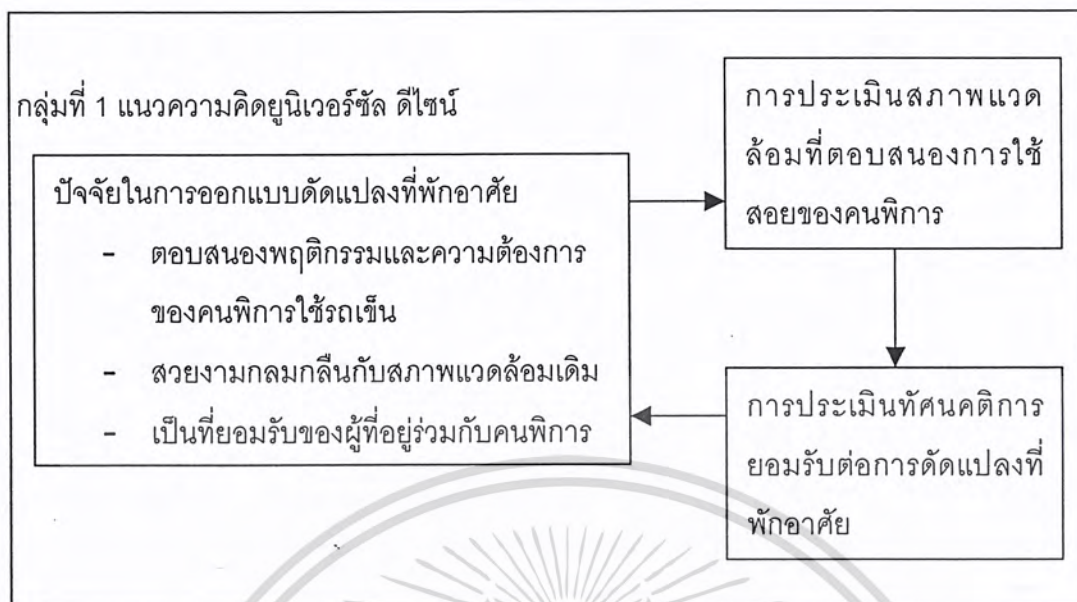 กลุ่มที่ 1 แนวความคิดยูนิเวอร์ซัล ดีไซน์
ปัจจัยในการออกแบบดัดแปลงที่พักอาศัย
- ตอบสนองพฤติกรรมและความต้องการ
ของคนพิการใช้รถเข็น
- สวยงามกลมกลืนกับสภาพแวดล้อมเดิม
- เป็นที่ยอมรับของผู้ที่อยู่ร่วมกับคนพิการ
การประเมินสภาพแวด
ล้อมที่ตอบสนองการใช้
สอยของคนพิการ
การประเมินทัศนคติการ
ยอมรับต่อการดัดแปลงที่
พักอาศัย